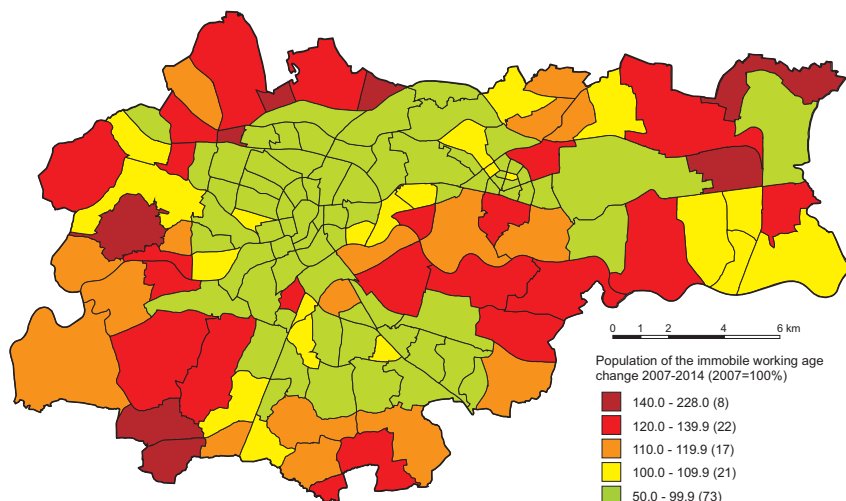 0 1 2 4 6 km
Population of the immobile working age
change 2007-2014 (2007=100%)
140.0 - 228.0 (8)
120.0 - 139.9 (22)
110.0 - 119.9 (17)
100.0 - 109.9 (21)
50.0 - 99.9 (73)